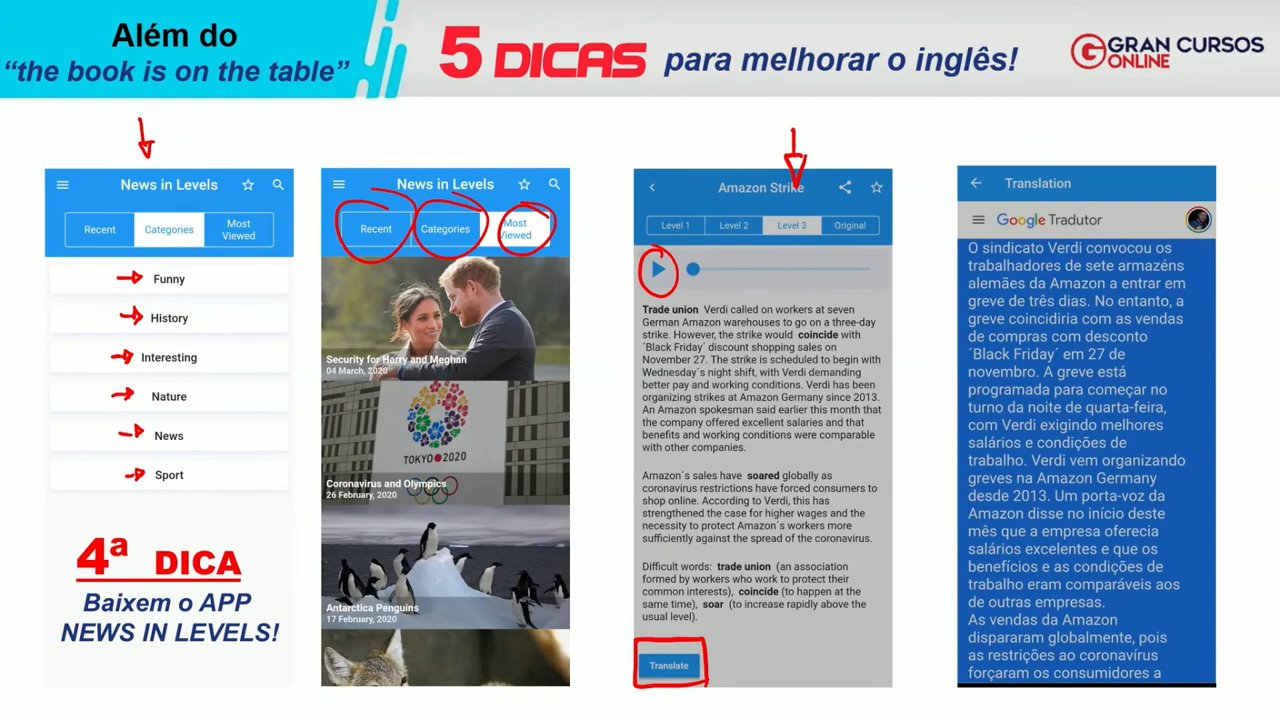 Além do
“the book is on the table”
5 DICAS para melhorar o inglês!
GRAN CURSOS
ONLINE
News in Levels
Recent
Categories
Most
Viewed
Funny
History
Interesting
Nature
News
Sport
4ª DICA
Baixem o APP
NEWS IN LEVELS!
News in Levels
Recent
Categories
Most
Viewed
Security for Harry and Meghan
04 March, 2020
TOKYO 2020
Coronavirus and Olympics
26 February, 2020
Antarctica Penguins
17 February, 2020
Amazon Strike
Level 1
Level 2
Level 3
Original
Trade union Verdi called on workers at seven
German Amazon warehouses to go on a three-day
strike. However, the strike would coincide with
´Black Friday´ discount shopping sales on
November 27. The strike is scheduled to begin with
Wednesday´s night shift, with Verdi demanding
better pay and working conditions. Verdi has been
organizing strikes at Amazon Germany since 2013.
An Amazon spokesman said earlier this month that
the company offered excellent salaries and that
benefits and working conditions were comparable
with other companies.
Amazon´s sales have soared globally as
coronavirus restrictions have forced consumers to
shop online. According to Verdi, this has
strengthened the case for higher wages and the
necessity to protect Amazon´s workers more
sufficiently against the spread of the coronavirus.
Difficult words: trade union (an association
formed by workers who work to protect their
common interests), coincide (to happen at the
same time), soar (to increase rapidly above the
usual level).
Translate
Translation
Google Tradutor
O sindicato Verdi convocou os
trabalhadores de sete armazéns
alemães da Amazon a entrar em
greve de três dias. No entanto, a
greve coincidiria com as vendas
de compras com desconto
´Black Friday´ em 27 de
novembro. A greve está
programada para começar no
turno da noite de quarta-feira,
com Verdi exigindo melhores
salários e condições de
trabalho. Verdi vem organizando
greves na Amazon Germany
desde 2013. Um porta-voz da
Amazon disse no início deste
mês que a empresa oferecia
salários excelentes e que os
benefícios e as condições de
trabalho eram comparáveis aos
de outras empresas.
As vendas da Amazon
dispararam globalmente, pois
as restrições ao coronavírus
forçaram os consumidores a